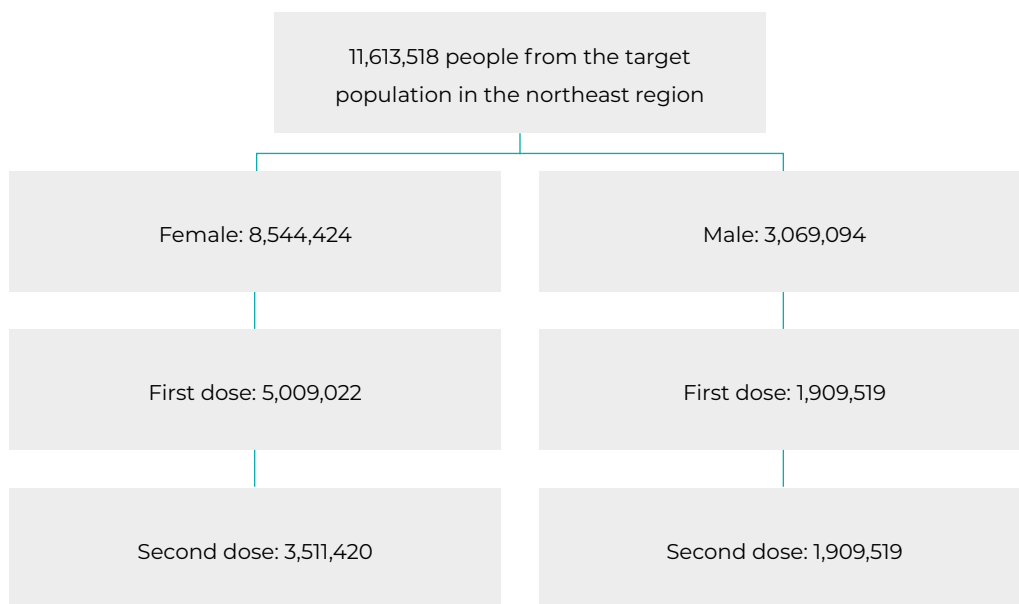 11,613,518 people from the target
population in the northeast region
Female: 8,544,424
Male: 3,069,094
First dose: 5,009,022
First dose: 1,909,519
Second dose: 3,511,420
Second dose: 1,909,519